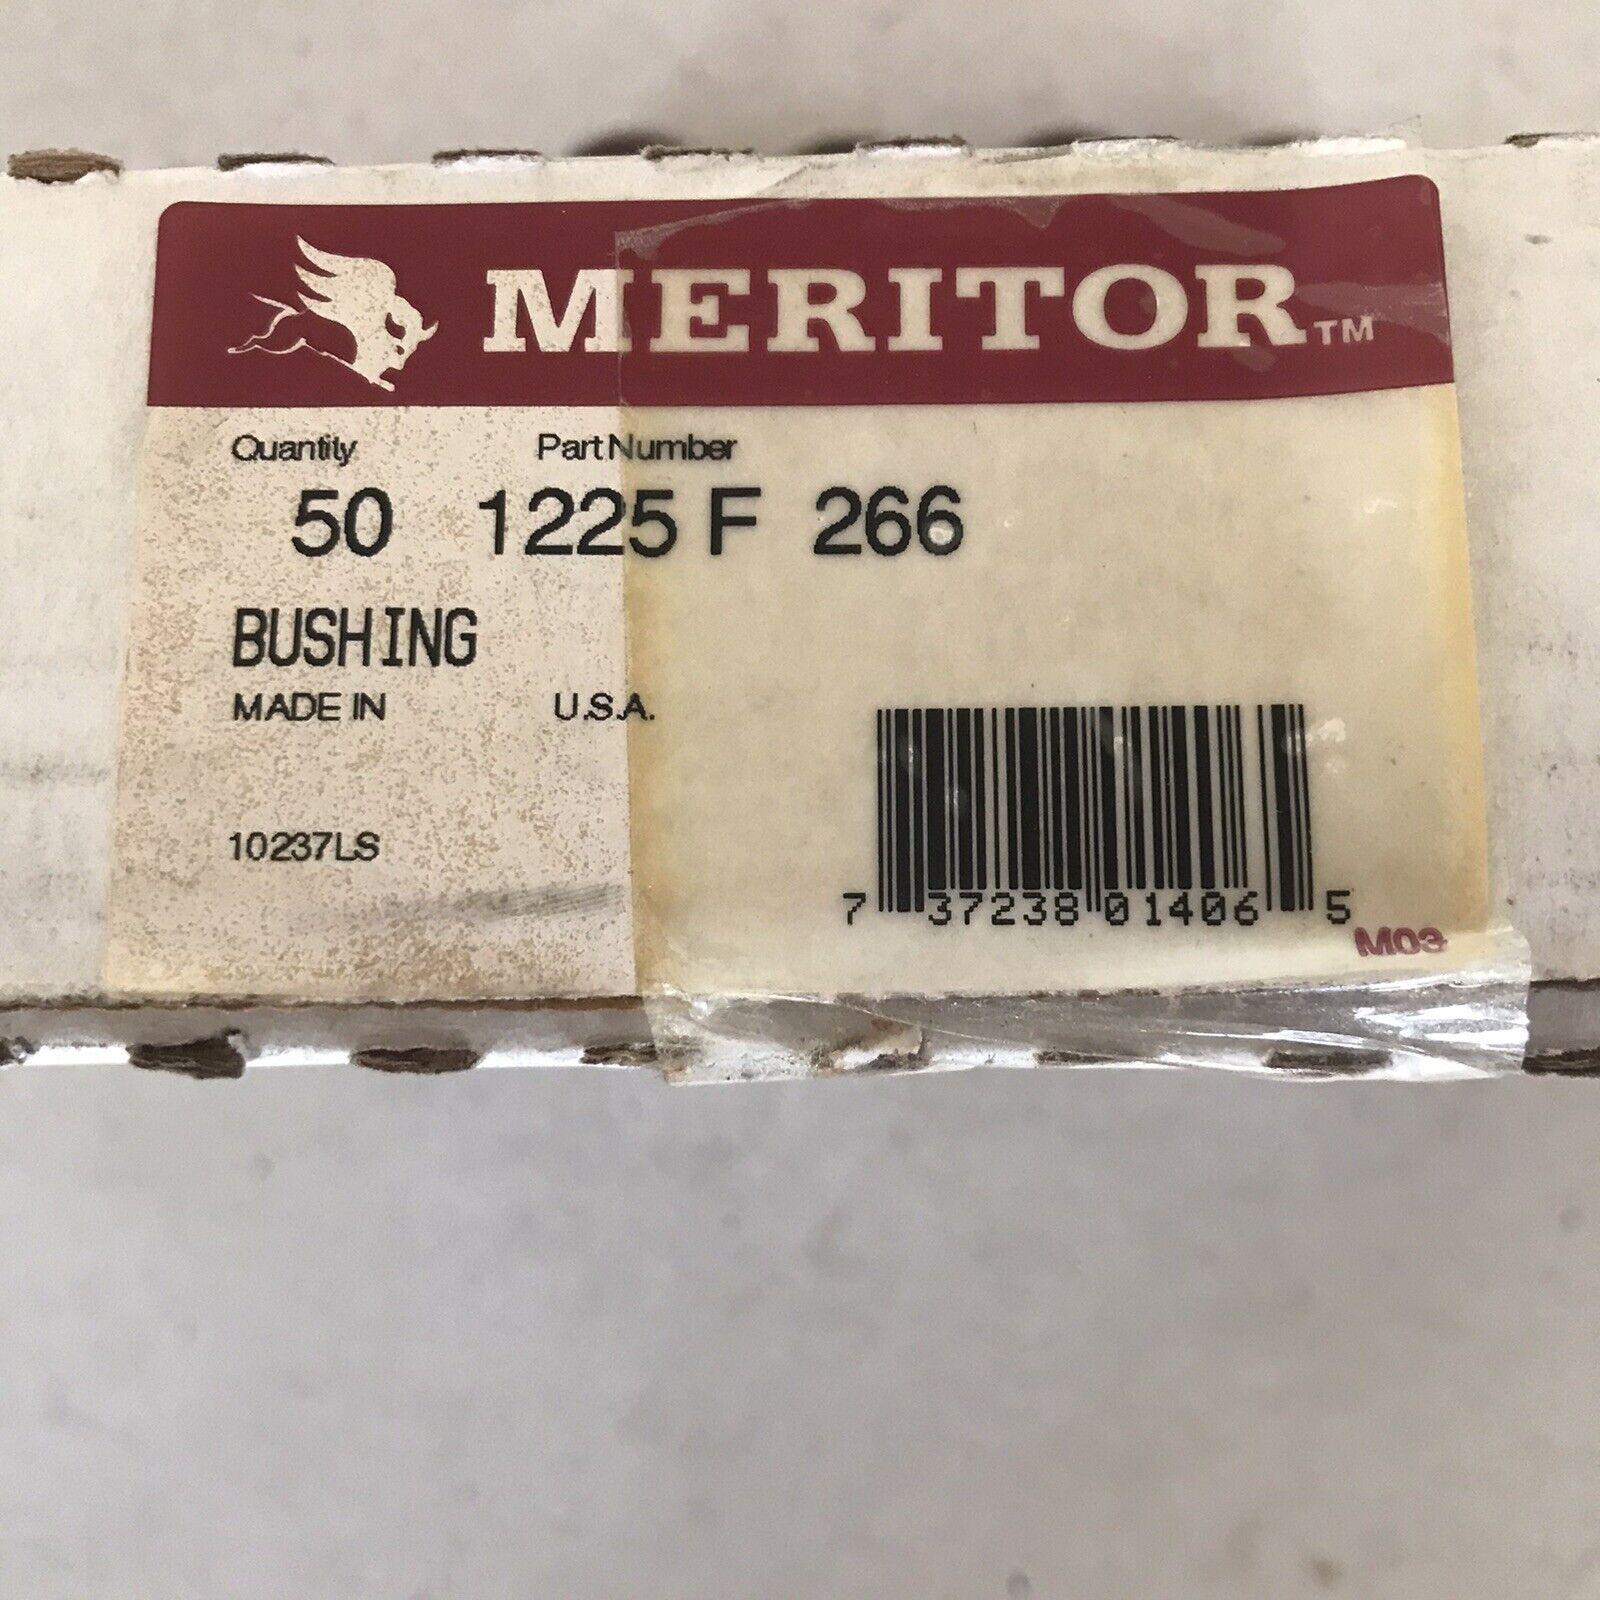 MERITOR™
Quantity Part Number
50 1225 F 266
BUSHING
MADE IN U.S.A.
10237LS
7 37238 01406 5
M03